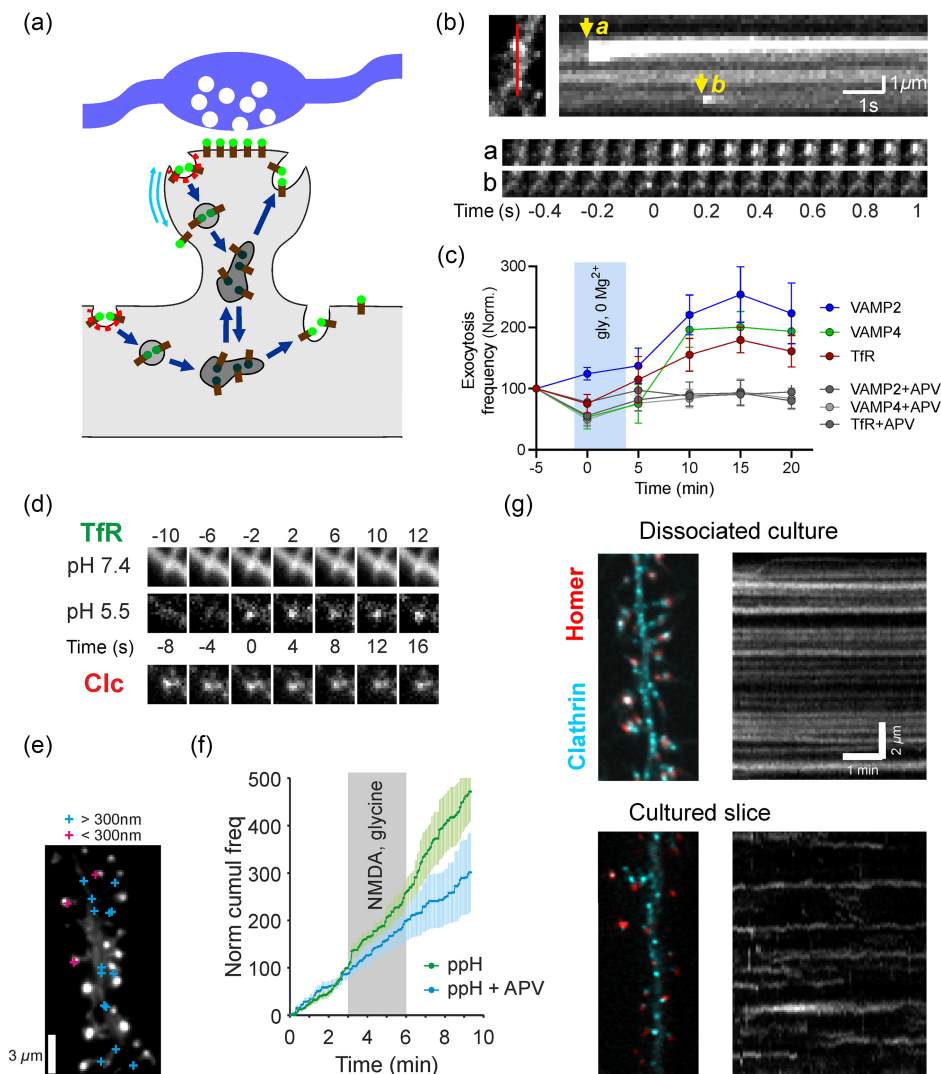 (a)
(b)
a
b
1µm
1s
a
b
Time (s) -0.4 -0.2 0 0.2 0.4 0.6 0.8 1
(c)
Exocytosis
frequency (Norm.)
300
200
100
0
gly, 0 Mg2+
VAMP2
VAMP4
TfR
VAMP2+APV
VAMP4+APV
TfR+APV
-5 0 5 10 15 20
Time (min)
(d)
TfR -10 -6 -2 2 6 10 12
pH 7.4
pH 5.5
Time (s) -8 -4 0 4 8 12 16
Clc
(e)
> 300nm
< 300nm
3 µm
(f)
Norm cumul freq
500
400
300
200
100
0
NMDA, glycine
ppH
ppH + APV
0 2 4 6 8 10
Time (min)
(g)
Dissociated culture
Homer
Clathrin
2 µm
1 min
Cultured slice